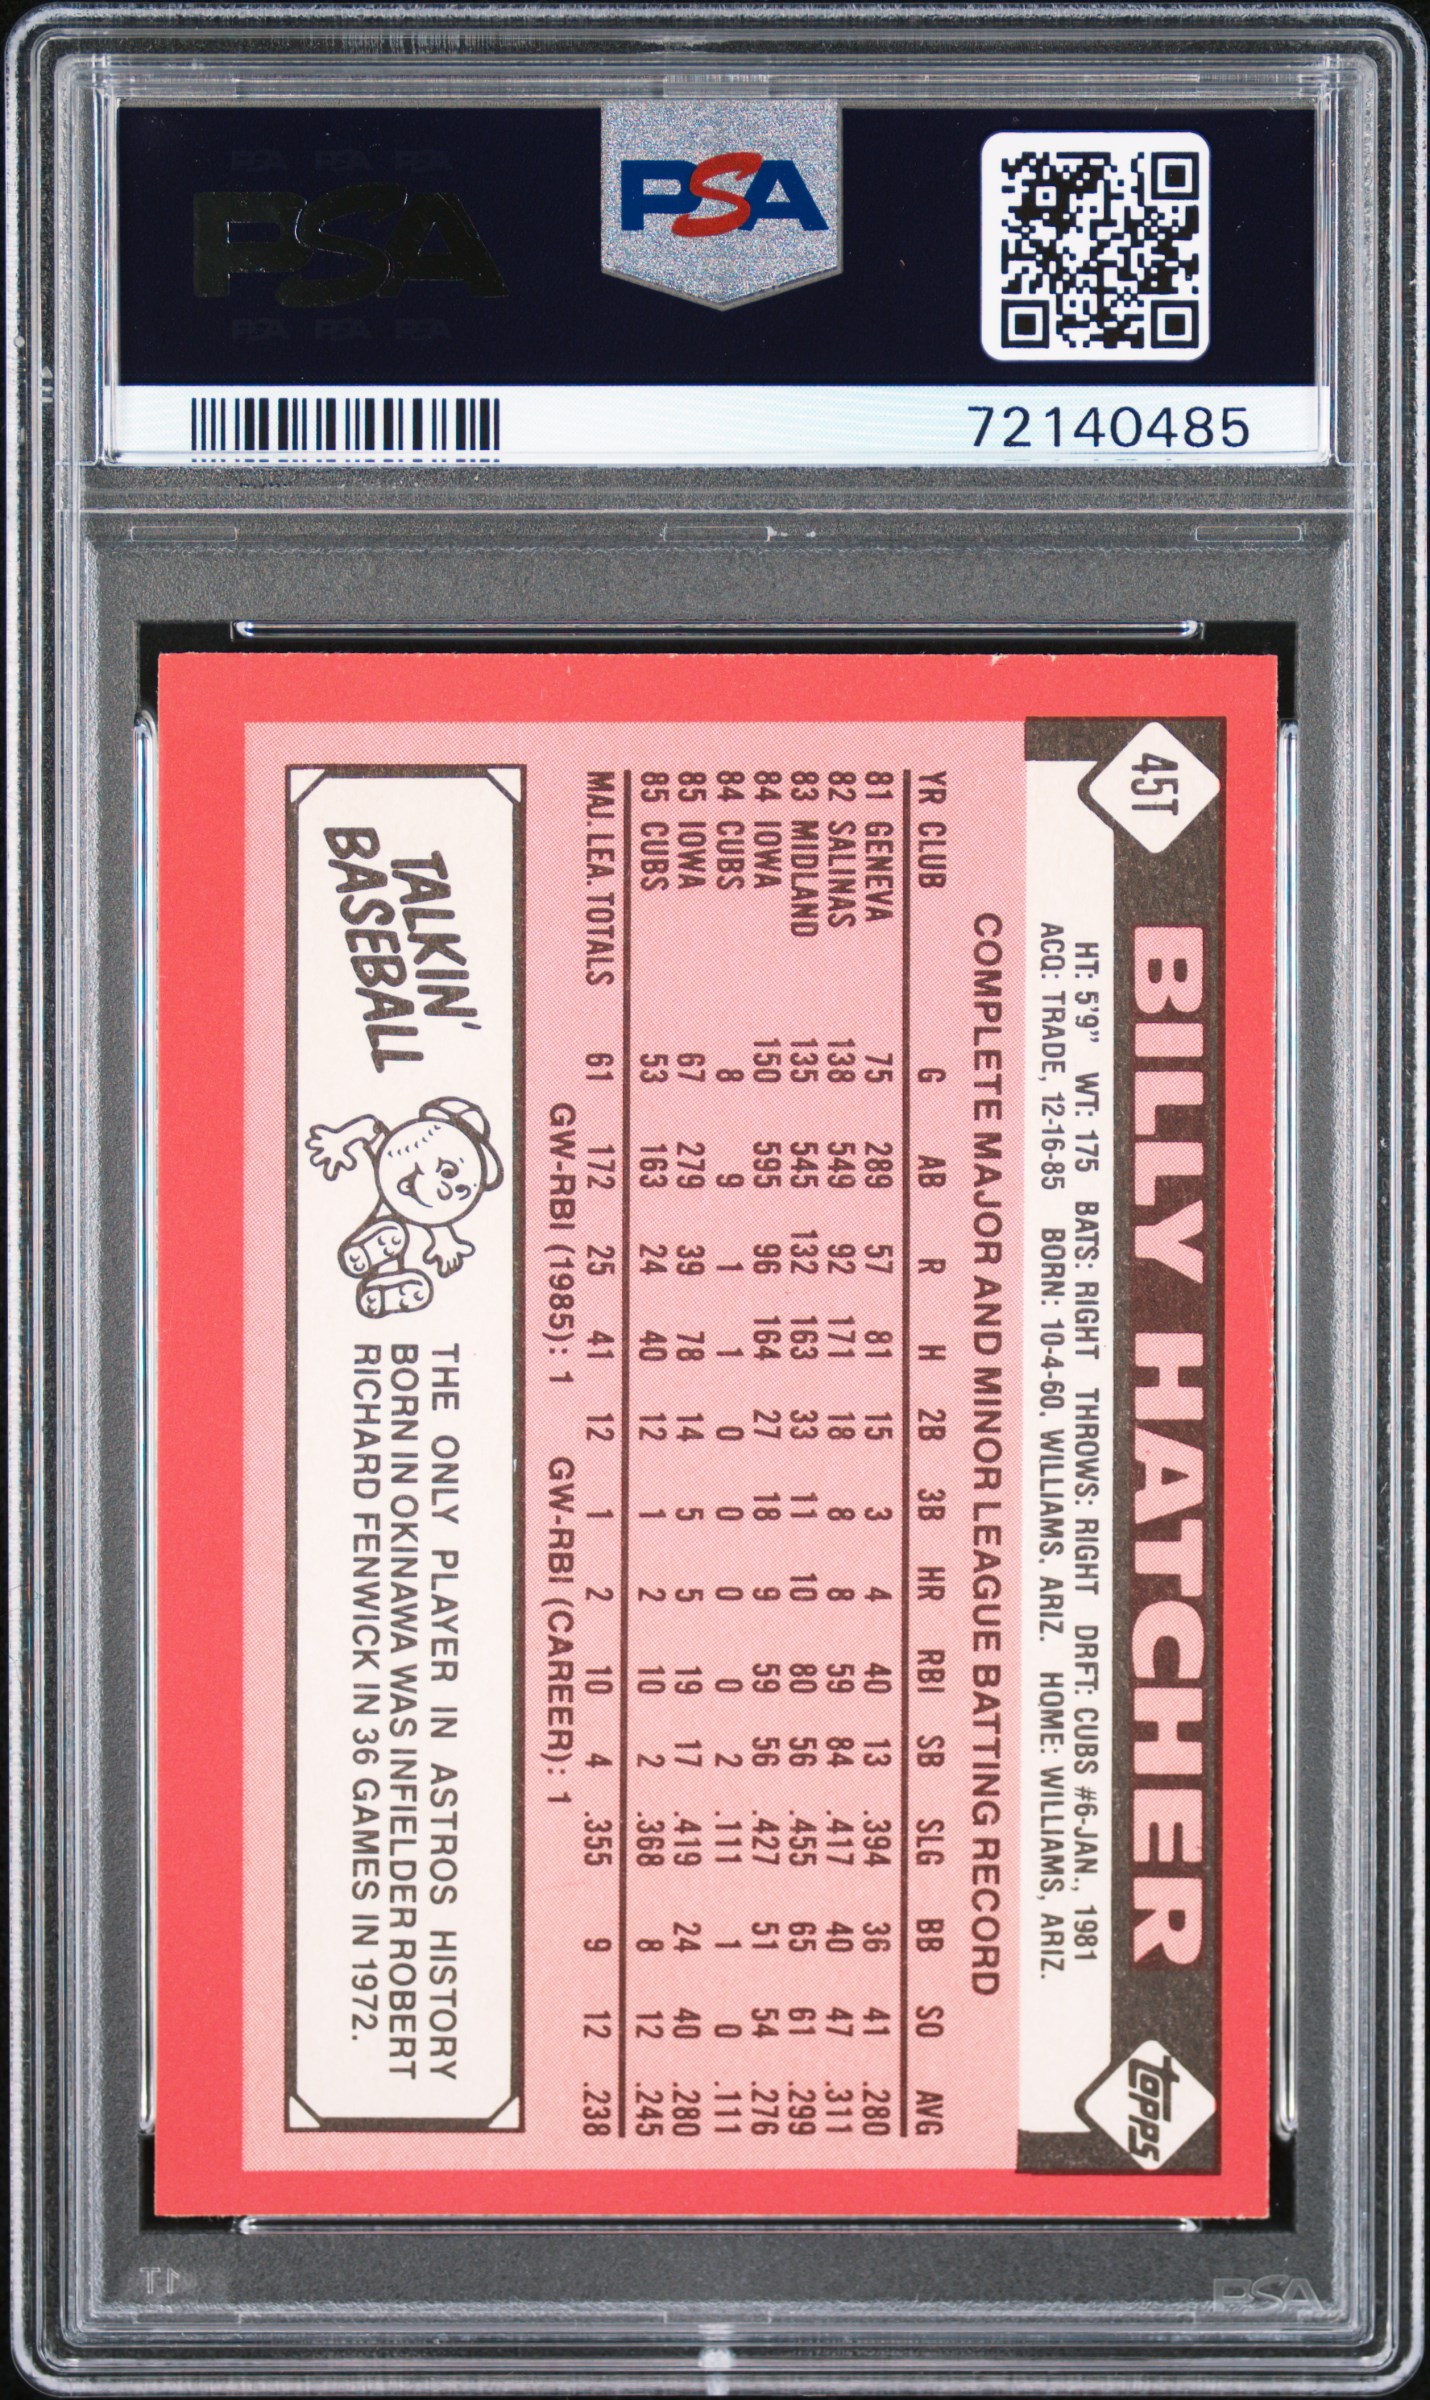 PSA PSA PSA
PSA
PSA PSA PSA
PSA
72140485
45T
BILLY HATCHER
topps
HT: 5'9" WT: 175 BATS: RIGHT THROWS: RIGHT DRFT: CUBS #6-JAN., 1981
ACQ: TRADE, 12-16-85 BORN: 10-4-60, WILLIAMS, ARIZ. HOME: WILLIAMS, ARIZ.
COMPLETE MAJOR AND MINOR LEAGUE BATTING RECORD
YR CLUB G AB R H 2B 3B HR RBI SB SLG BB SO AVG
81 GENEVA 75 289 57 81 15 3 4 40 13 .394 36 41 .280
82 SALINAS 138 549 92 171 18 8 8 59 84 .417 40 47 .311
83 MIDLAND 135 545 132 163 33 11 10 80 56 .455 65 61 .299
84 IOWA 150 595 96 164 27 18 9 59 56 .427 51 54 .276
84 CUBS 8 9 1 1 0 0 0 0 2 .111 1 0 .111
85 IOWA 67 279 39 78 14 5 5 19 17 .419 24 40 .280
85 CUBS 53 163 24 40 12 1 2 10 2 .368 8 12 .245
MAJ. LEA. TOTALS 61 172 25 41 12 1 2 10 4 .355 9 12 .238
GW-RBI (1985): 1 GW-RBI (CAREER): 1
TALKIN'
BASEBALL
THE ONLY PLAYER IN ASTROS HISTORY
BORN IN OKINAWA WAS INFIELDER ROBERT
RICHARD FENWICK IN 36 GAMES IN 1972.
PSA